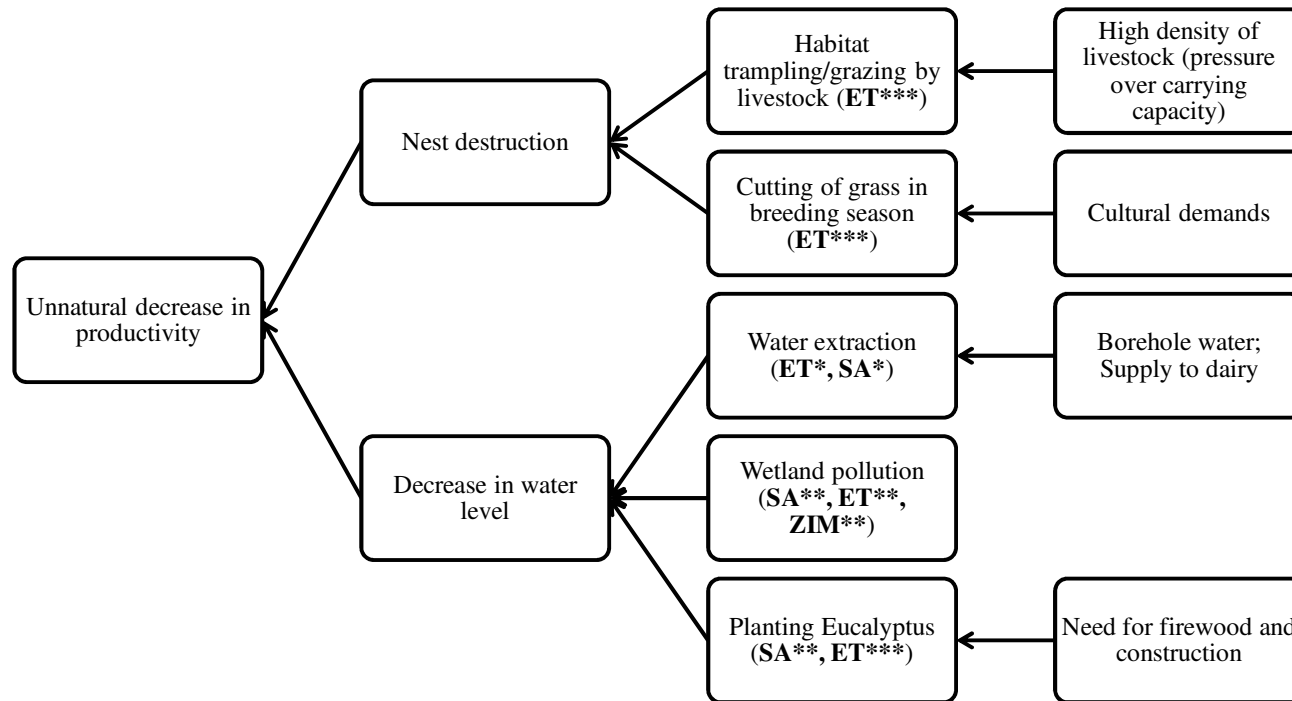 Habitat
trampling/grazing by
livestock (ET***)
High density of
livestock (pressure
over carrying
capacity)
Nest destruction
Cutting of grass in
breeding season
(ET***)
Cultural demands
Unnatural decrease in
productivity
Water extraction
(ET*, SA*)
Borehole water;
Supply to dairy
Decrease in water
level
Wetland pollution
(SA**, ET**,
ZIM**)
Planting Eucalyptus
(SA**, ET***)
Need for firewood and
construction